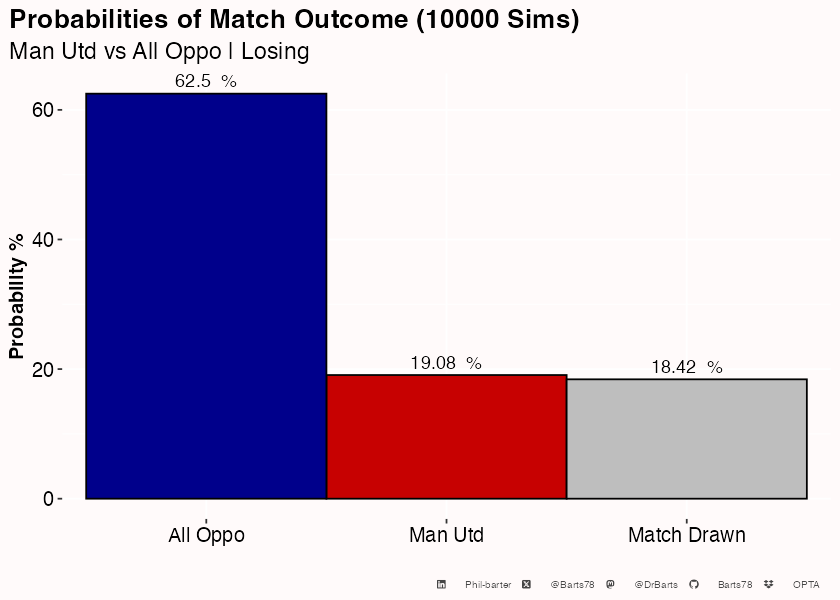 Probabilities of Match Outcome (10000 Sims)
Man Utd vs All Oppo | Losing
62.5 %
60
40
Probability %
19.08 %
18.42 %
20
0
All Oppo Man Utd Match Drawn
Phil-barter @Barts78 @DrBarts Barts78 OPTA